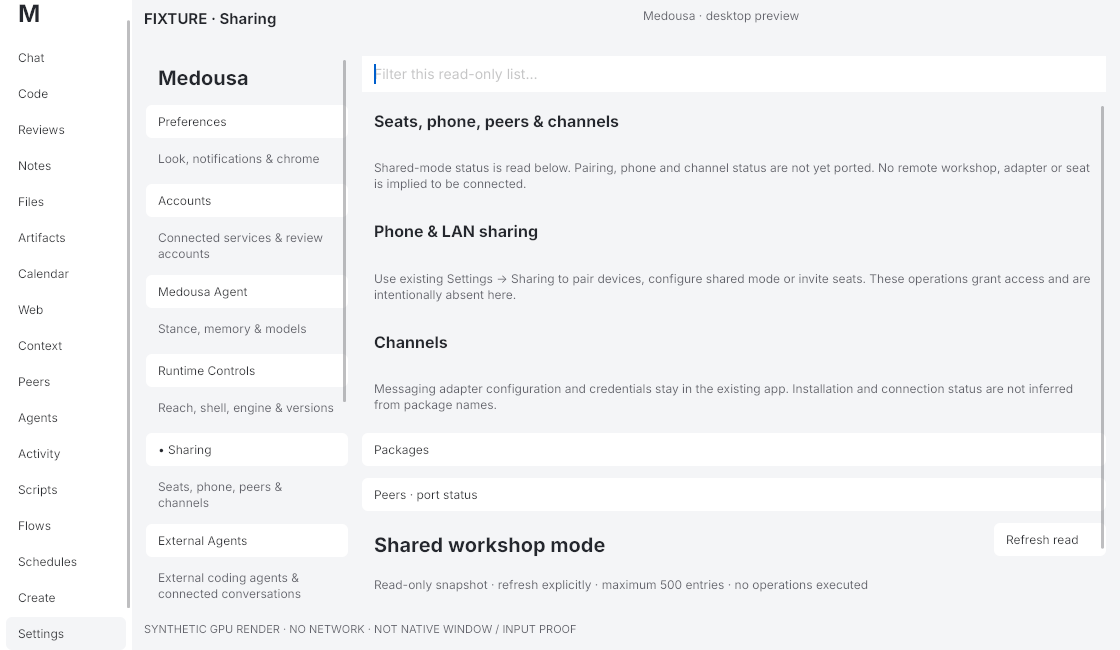 M
Chat
Code
Reviews
Notes
Files
Artifacts
Calendar
Web
Context
Peers
Agents
Activity
Scripts
Flows
Schedules
Create
Settings
FIXTURE · Sharing
Medousa · desktop preview
Medousa
Preferences
Look, notifications & chrome
Accounts
Connected services & review
accounts
Medousa Agent
Stance, memory & models
Runtime Controls
Reach, shell, engine & versions
• Sharing
Seats, phone, peers &
channels
External Agents
External coding agents &
connected conversations
Filter this read-only list...
Seats, phone, peers & channels
Shared-mode status is read below. Pairing, phone and channel status are not yet ported. No remote workshop, adapter or seat
is implied to be connected.
Phone & LAN sharing
Use existing Settings → Sharing to pair devices, configure shared mode or invite seats. These operations grant access and are
intentionally absent here.
Channels
Messaging adapter configuration and credentials stay in the existing app. Installation and connection status are not inferred
from package names.
Packages
Peers · port status
Shared workshop mode
Refresh read
Read-only snapshot · refresh explicitly · maximum 500 entries · no operations executed
SYNTHETIC GPU RENDER · NO NETWORK · NOT NATIVE WINDOW / INPUT PROOF